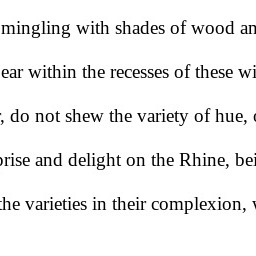 mingling with shades of wood an
ear within the recesses of these wi
, do not shew the variety of hue,
prise and delight on the Rhine, bei
the varieties in their complexion,